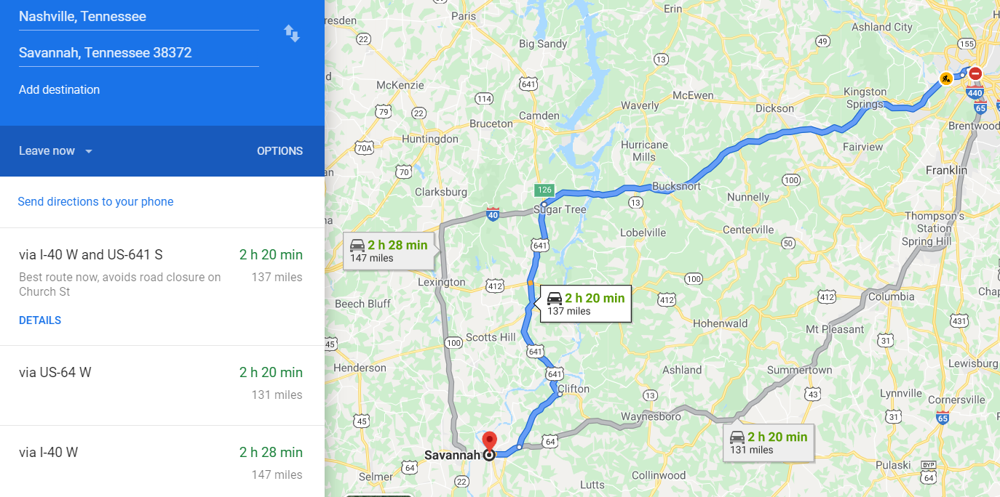 Nashville, Tennessee
Savannah, Tennessee 38372
Add destination
Leave now
OPTIONS
Send directions to your phone
via I-40 W and US-641 S
2 h 20 min
Best route now, avoids road closure on
Church St
137 miles
DETAILS
via US-64 W
2 h 20 min
131 miles
via I-40 W
2 h 28 min
147 miles
Erin
Paris
resden
22
Ashland City
49
155
Big Sandy
13
641
McKenzie
114
McEwen
Kingston
Springs
440
65
Waverly
Dickson
79
22
Camden
Bruceton
Brentwood
Huntingdon
70A
Hurricane
Mills
Fairview
Franklin
70
100
Clarksburg
126
Bucksnort
13
Nunnelly
Sugar Tree
40
Thompson's
Station
Spring Hill
Lobelville
Centerville
50
641
2 h 28 min
147 miles
Lexington
412
100
2 h 20 min
137 miles
412
412
Columbia
Beech Bluff
Hohenwald
431
Mt Pleasant
Scotts Hill
100
31
45
641
Lewisburg
Henderson
641
Ashland
Summertown
Clifton
13
43
Lynnville
Cornersville
45
Waynesboro
31
65
64
2 h 20 min
131 miles
Savannah
64
Pulaski
BYP
64
Selmer
22
Collinwood
Lutts